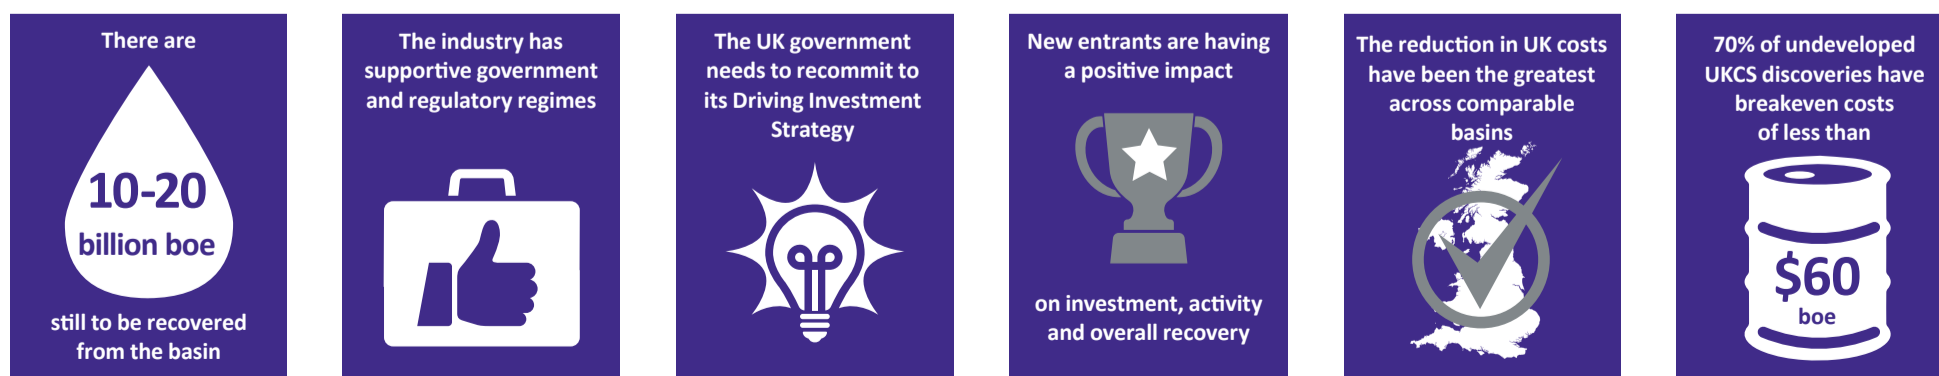 There are
10-20
billion boe
still to be recovered
from the basin
The industry has
supportive government
and regulatory regimes
The UK government
needs to recommit to
its Driving Investment
Strategy
New entrants are having
a positive impact
on investment, activity
and overall recovery
The reduction in UK costs
have been the greatest
across comparable
basins
70% of undeveloped
UKCS discoveries have
breakeven costs
of less than
$60
boe